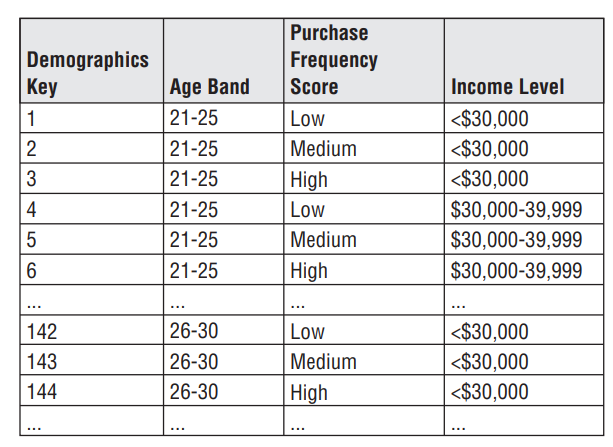 Demographics Key Age Band Purchase Frequency Score Income Level
1 21-25 Low <$30,000
2 21-25 Medium <$30,000
3 21-25 High <$30,000
4 21-25 Low $30,000-39,999
5 21-25 Medium $30,000-39,999
6 21-25 High $30,000-39,999
... ... ... ...
142 26-30 Low <$30,000
143 26-30 Medium <$30,000
144 26-30 High <$30,000
... ... ... ...